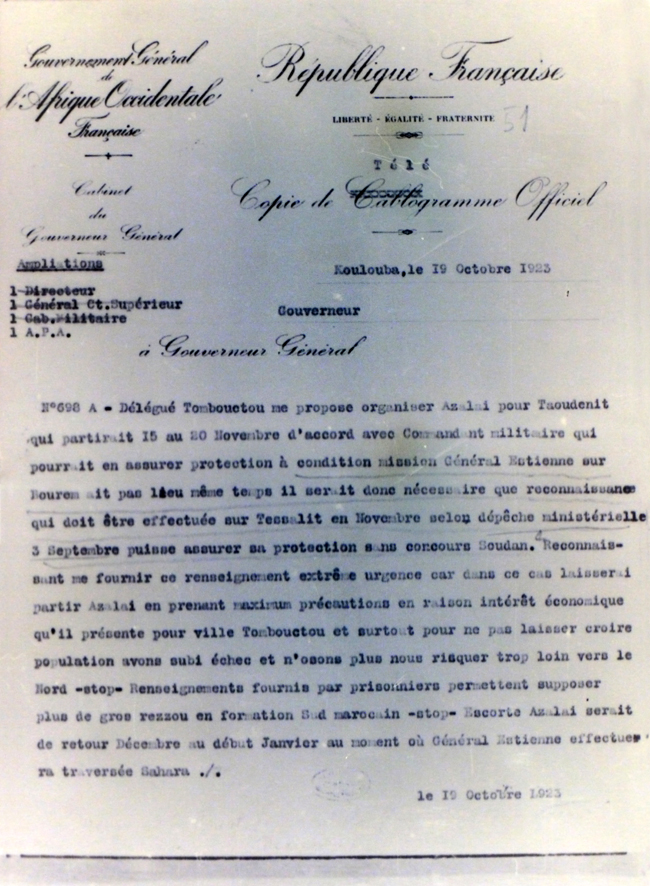 Gouvernement Général
de
l'Afrique Occidentale
Française
République Française
LIBERTÉ - ÉGALITÉ - FRATERNITÉ
51
Cabinet
du
Gouverneur Général
Télé
Copie de Cablogramme Officiel
Ampliations
1 Directeur
1 Général Ct.Supérieur
1 Cab.Militaire
1 A.P.A.
Koulouba,le 19 Octobre 1923
Gouverneur
à Gouverneur Général
N°698 A - Délégué Tombouctou me propose organiser Azalai pour Taoudenit
qui partirait 15 au 20 Novembre d'accord avec Commandant militaire qui
pourrait en assurer protection à condition mission Général Estienne sur
Bourem ait pas lieu même temps il serait donc nécessaire que reconnaissance
qui doit être effectuée sur Tessalit en Novembre selon dépêche ministérielle
3 Septembre puisse assurer sa protection sans concours Soudan. Reconnais-
sant me fournir ce renseignement extrême urgence car dans ce cas laisserai
partir Azalai en prenant maximum précautions en raison intérêt économique
qu'il présente pour ville Tombouctou et surtout pour ne pas laisser croire
population avons subi échec et n'osons plus nous risquer trop loin vers le
Nord -stop- Renseignements fournis par prisonniers permettent supposer
plus de gros rezzou en formation Sud marocain -stop- Escorte Azalai serait
de retour Décembre au début Janvier au moment où Général Estienne effectue-
ra traversée Sahara ./.
le 19 Octobre 1923